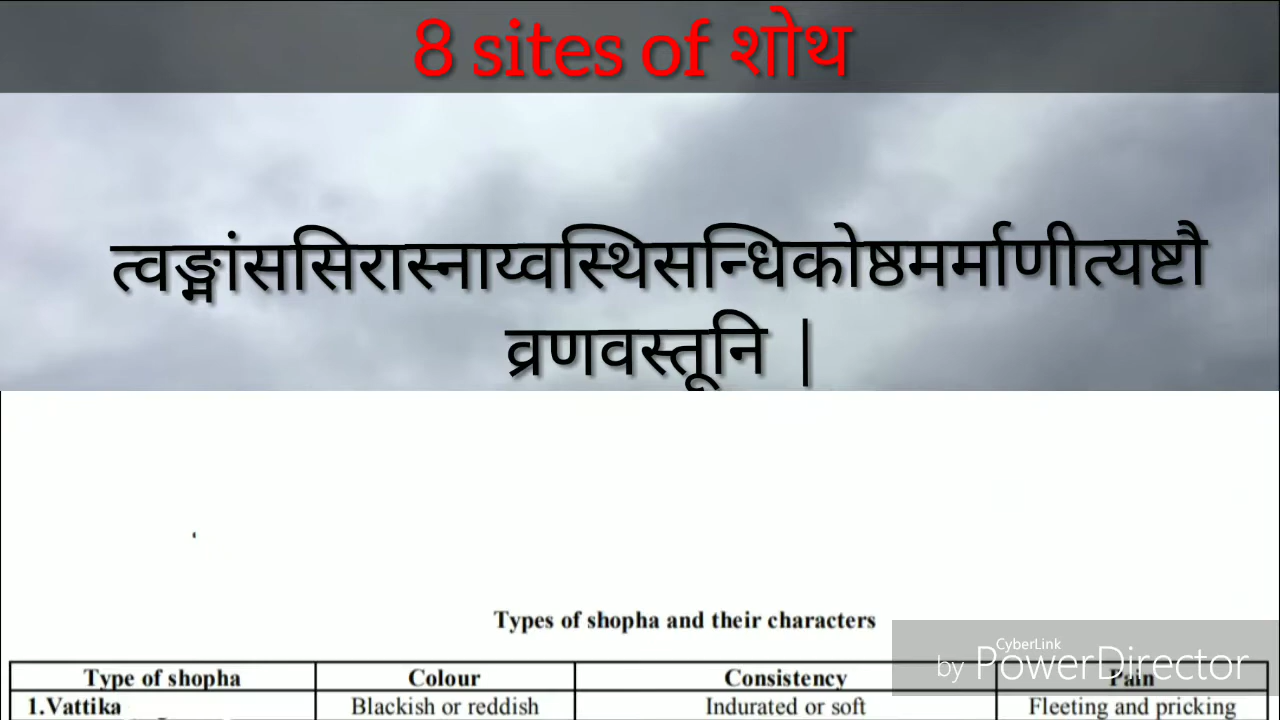 8 sites of शोथ
त्वङ्मांससिरास्नाय्वस्थिसन्धिकोष्ठमर्माणीत्यष्टौ
व्रणवस्तूनि |
Types of shopha and their characters
CyberLink
by PowerDirector
Type of shopha Colour Consistency Pain
1.Vattika Blackish or reddish Indurated or soft Fleeting and pricking